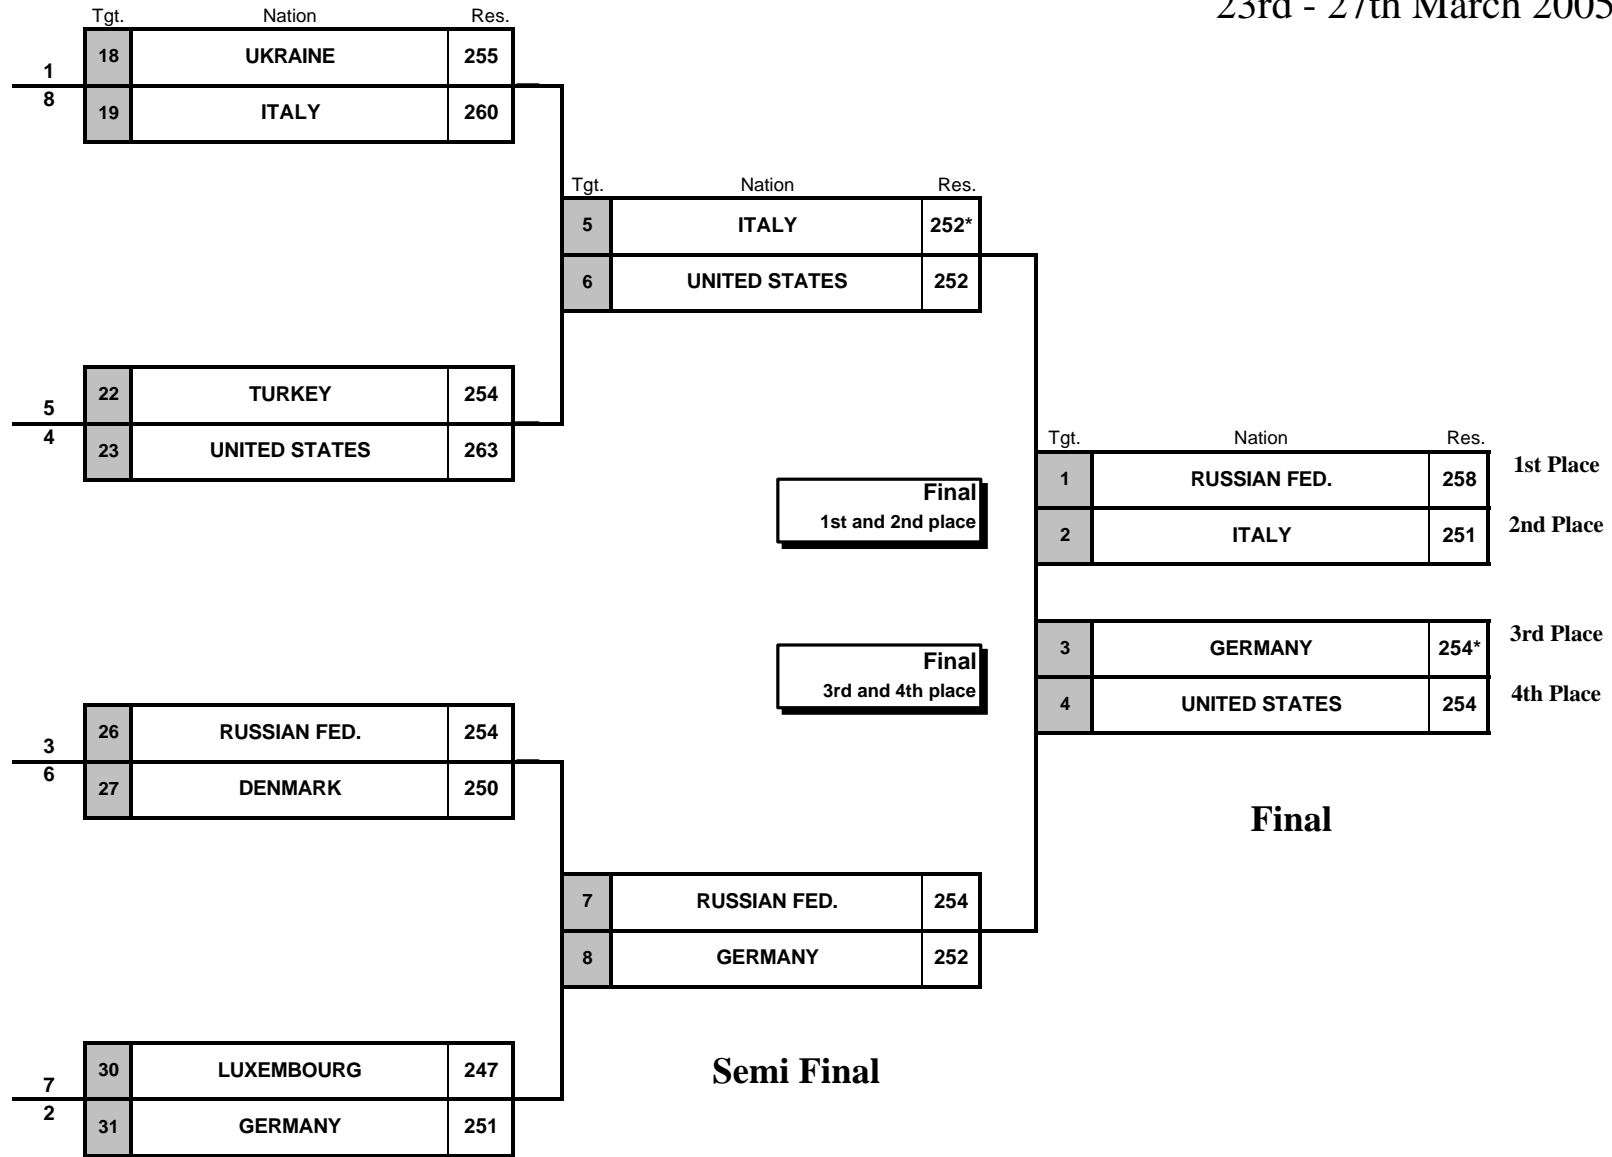 23rd - 27th March 2005
Tgt. Nation Res.
18 UKRAINE 255
1
8
19 ITALY 260
Tgt. Nation Res.
5 ITALY 252*
6 UNITED STATES 252
22 TURKEY 254
5
4
23 UNITED STATES 263
Tgt. Nation Res.
1 RUSSIAN FED. 258 1st Place
Final
1st and 2nd place
2 ITALY 251 2nd Place
3 GERMANY 254* 3rd Place
Final
3rd and 4th place
4 UNITED STATES 254 4th Place
26 RUSSIAN FED. 254
3
6
27 DENMARK 250
Final
7 RUSSIAN FED. 254
8 GERMANY 252
Semi Final
30 LUXEMBOURG 247
7
2
31 GERMANY 251